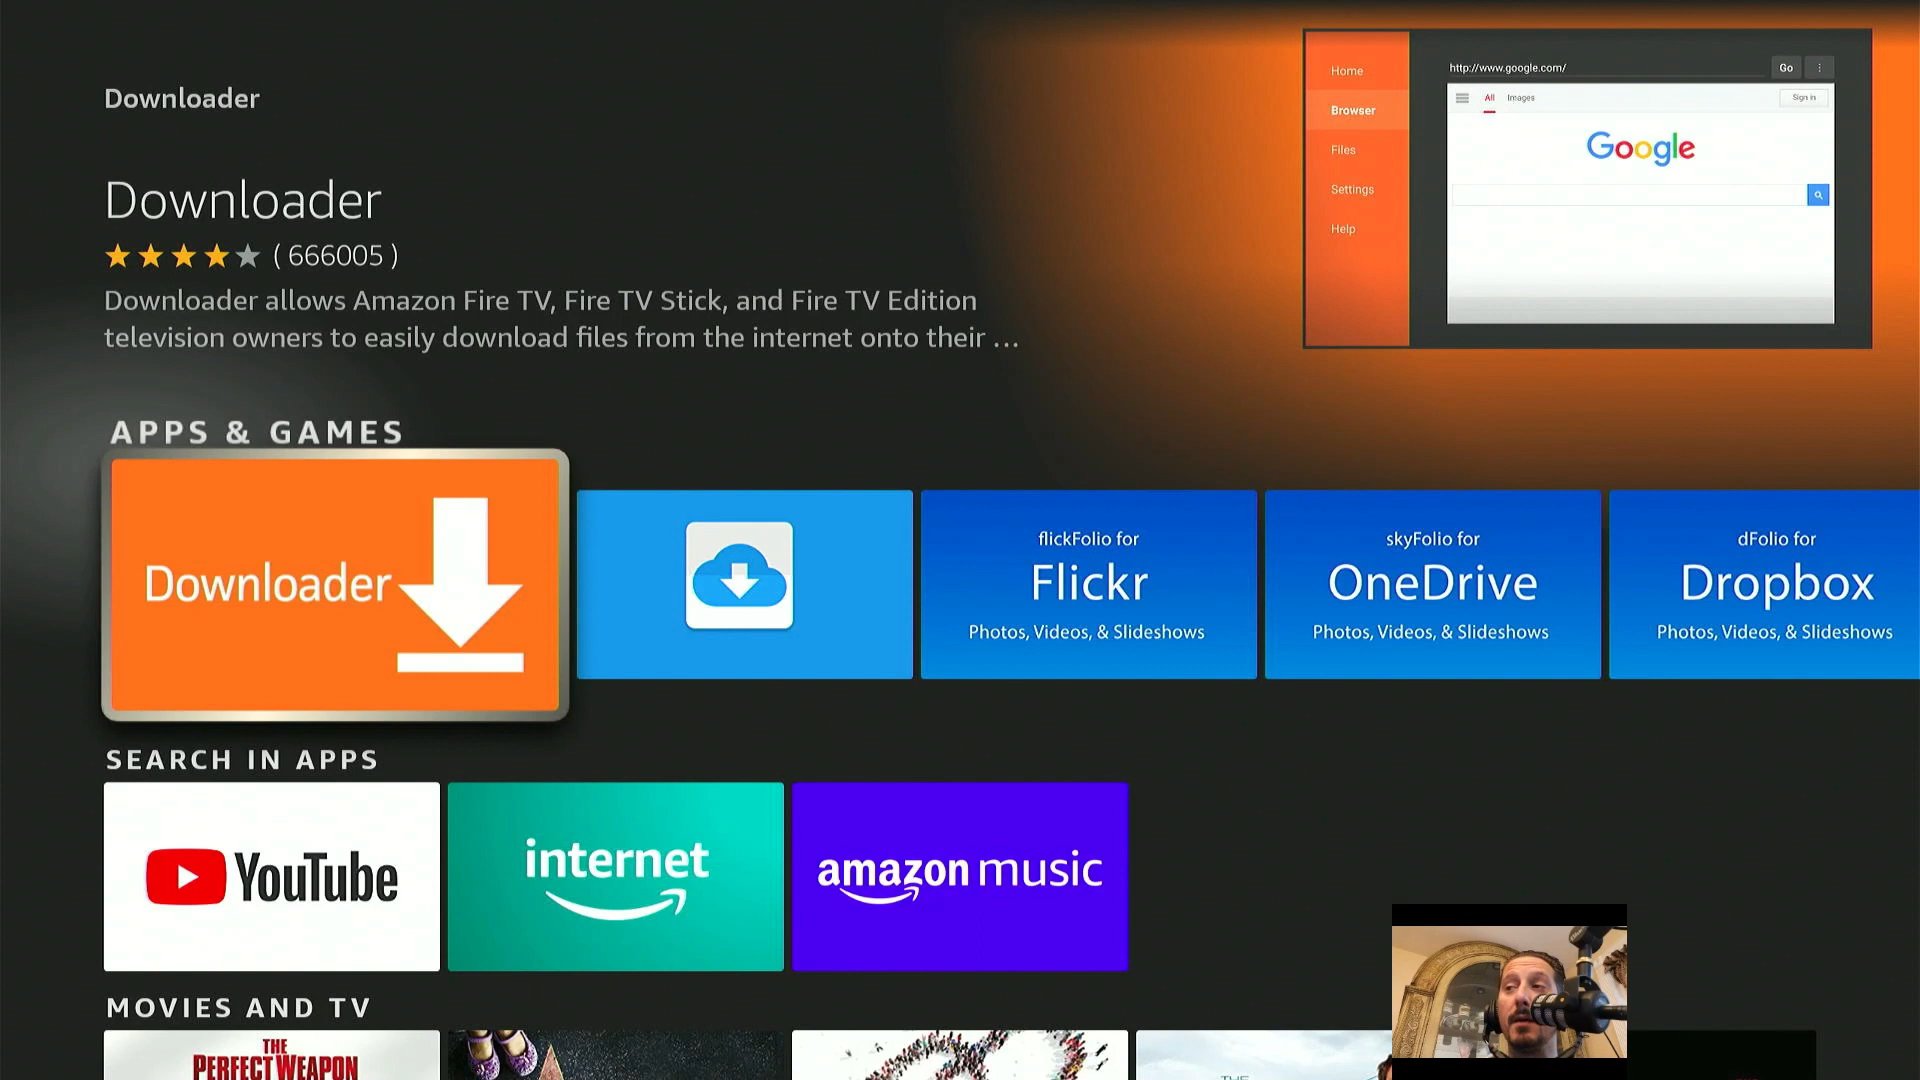 Downloader
Downloader
( 666005 )
Downloader allows Amazon Fire TV, Fire TV Stick, and Fire TV Edition
television owners to easily download files from the internet onto their ...
Home
Browser
Files
Settings
Help
http://www.google.com/
Go
All
Images
Sign in
Google
APPS & GAMES
Downloader
flickFolio for
Flickr
Photos, Videos, & Slideshows
skyFolio for
OneDrive
Photos, Videos, & Slideshows
dFolio for
Dropbox
Photos, Videos, & Slideshows
SEARCH IN APPS
YouTube
internet
amazon music
MOVIES AND TV
THE
PERFECT WEAPON
THE